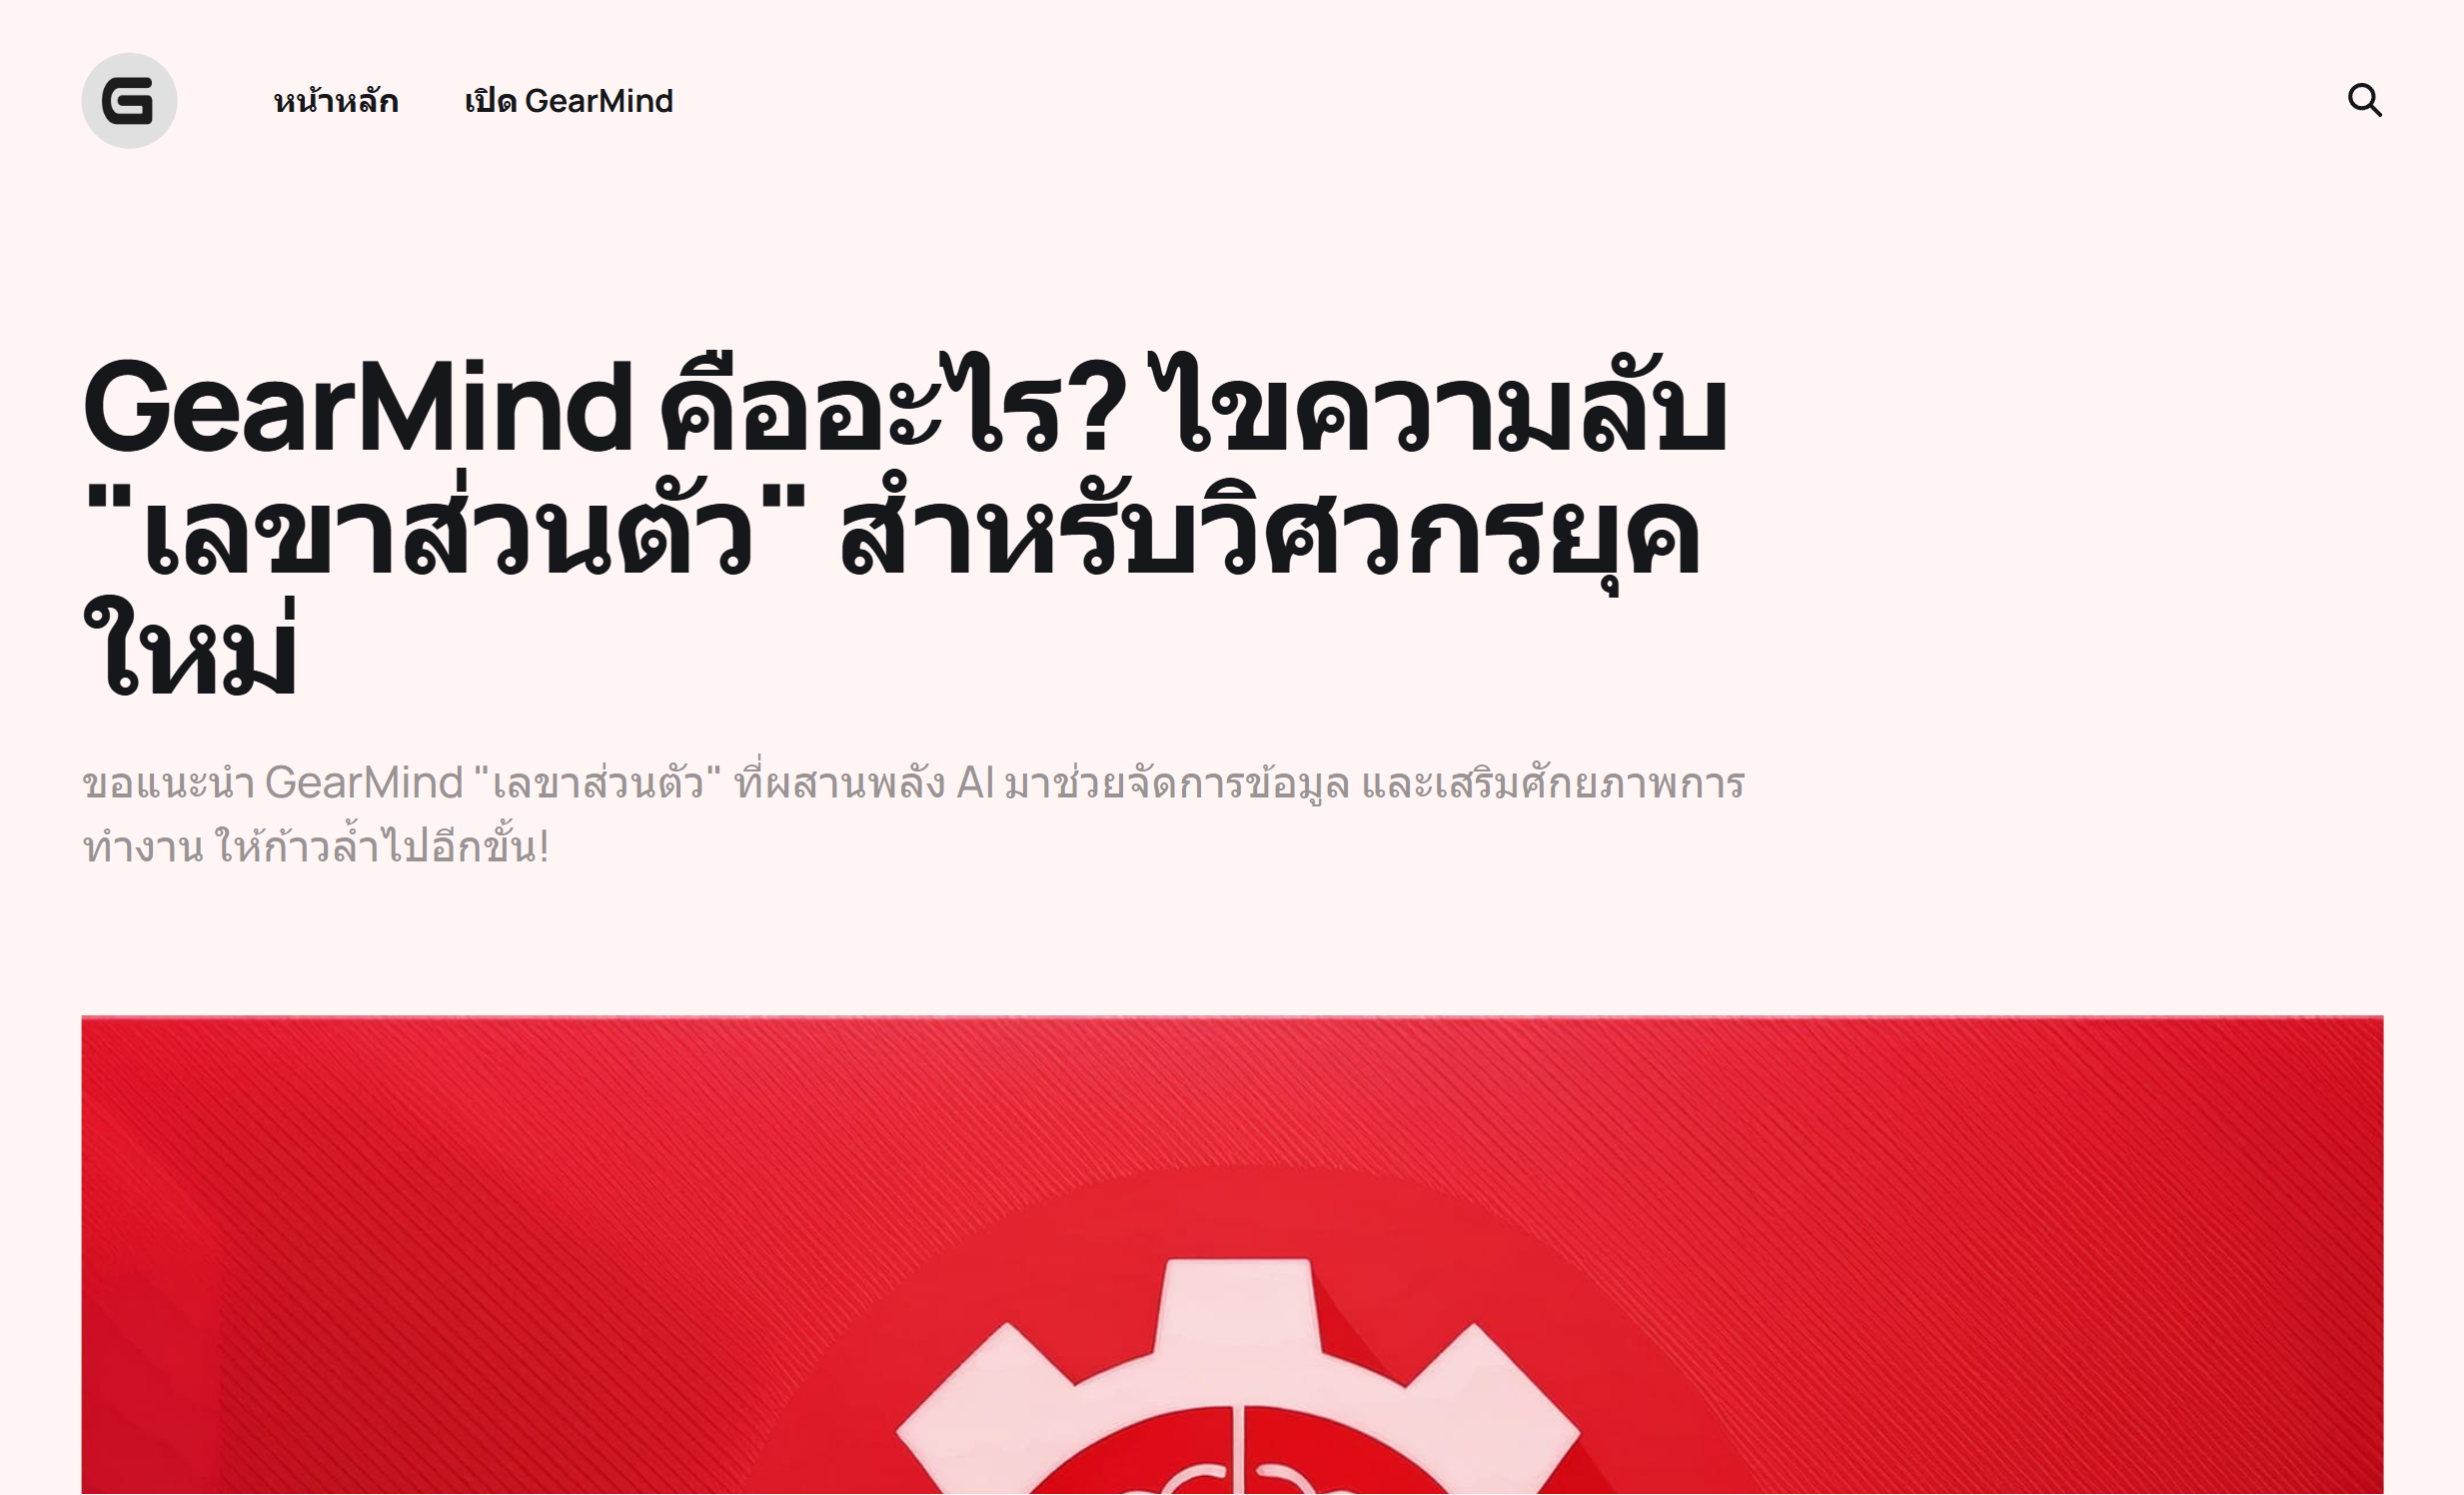 G
หน้าหลัก
เปิด GearMind
GearMind คืออะไร? ไขความลับ
"เลขาส่วนตัว" สำหรับวิศวกรยุค
ใหม่
ขอแนะนำ GearMind "เลขาส่วนตัว" ที่ผสานพลัง AI มาช่วยจัดการข้อมูล และเสริมศักยภาพการ
ทำงาน ให้ก้าวล้ำไปอีกขั้น!